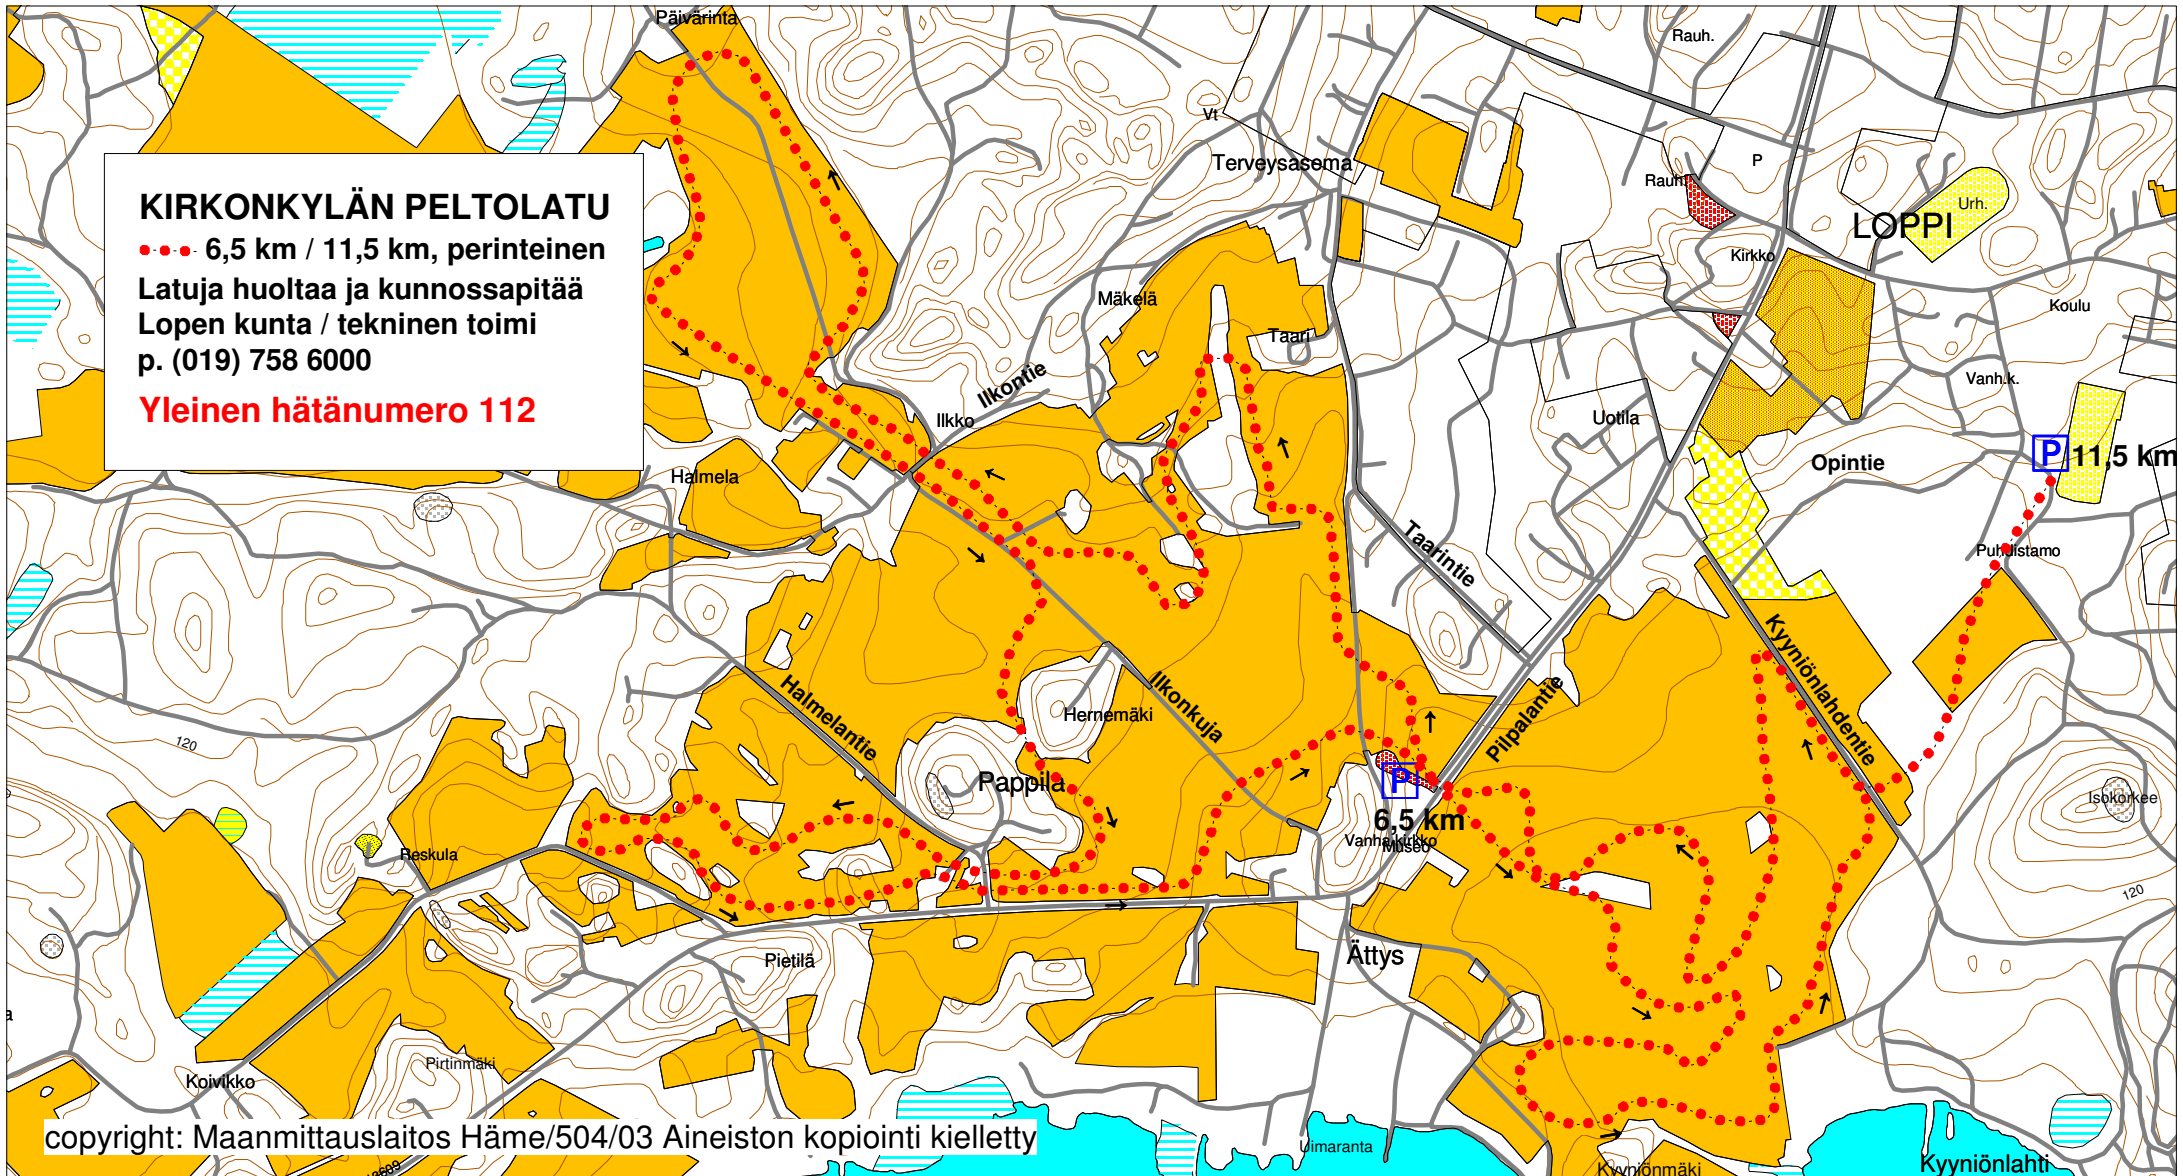 Päivärinta
Rauh.
Vt
Terveysasema
P
Rauh.
KIRKONKYLÄN PELTOLATU
6,5 km / 11,5 km, perinteinen
Latuja huoltaa ja kunnossapitää
Lopen kunta / tekninen toimi
p. (019) 758 6000
Yleinen hätänumero 112
Urh.
LOPPI
Kirkko
Mäkelä
Koulu
Taari
Ilkontie
Vanh.k.
Ilkko
Uotila
P 11,5 km
Opintie
Halmela
Taarintie
Puhdistamo
Kyyniönlahdentie
Halmelantie
Ilkonkuja
Hernemäki
Pilpalantie
120
Pappila
P
6,5 km
Isokorkee
Vanha kirkko
Museo
Reskula
120
Ättys
Pietilä
a
Pirtinmäki
Koivikko
copyright: Maanmittauslaitos Häme/504/03 Aineiston kopiointi kielletty
Uimaranta
Kyyniönlahti
Kyyniönmäki